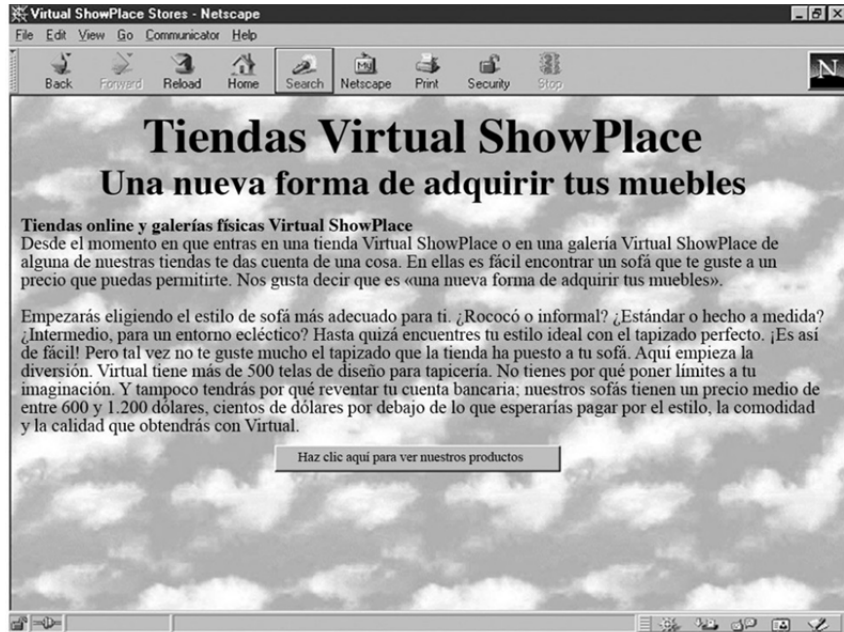 Virtual ShowPlace Stores - Netscape
File Edit View Go Communicator Help
Back Forward Reload Home Search Netscape Print Security Stop
My
N
Tiendas Virtual ShowPlace
Una nueva forma de adquirir tus muebles
Tiendas online y galerías físicas Virtual ShowPlace
Desde el momento en que entras en una tienda Virtual ShowPlace o en una galería Virtual ShowPlace de
alguna de nuestras tiendas te das cuenta de una cosa. En ellas es fácil encontrar un sofá que te guste a un
precio que puedas permitirte. Nos gusta decir que es «una nueva forma de adquirir tus muebles».
Empezarás eligiendo el estilo de sofá más adecuado para ti. ¿Rococó o informal? ¿Estándar o hecho a medida?
¿Intermedio, para un entorno ecléctico? Hasta quizá encuentres tu estilo ideal con el tapizado perfecto. ¡Es así
de fácil! Pero tal vez no te guste mucho el tapizado que la tienda ha puesto a tu sofá. Aquí empieza la
diversión. Virtual tiene más de 500 telas de diseño para tapicería. No tienes por qué poner límites a tu
imaginación. Y tampoco tendrás por qué reventar tu cuenta bancaria; nuestros sofás tienen un precio medio de
entre 600 y 1.200 dólares, cientos de dólares por debajo de lo que esperarías pagar por el estilo, la comodidad
y la calidad que obtendrás con Virtual.
Haz clic aquí para ver nuestros productos